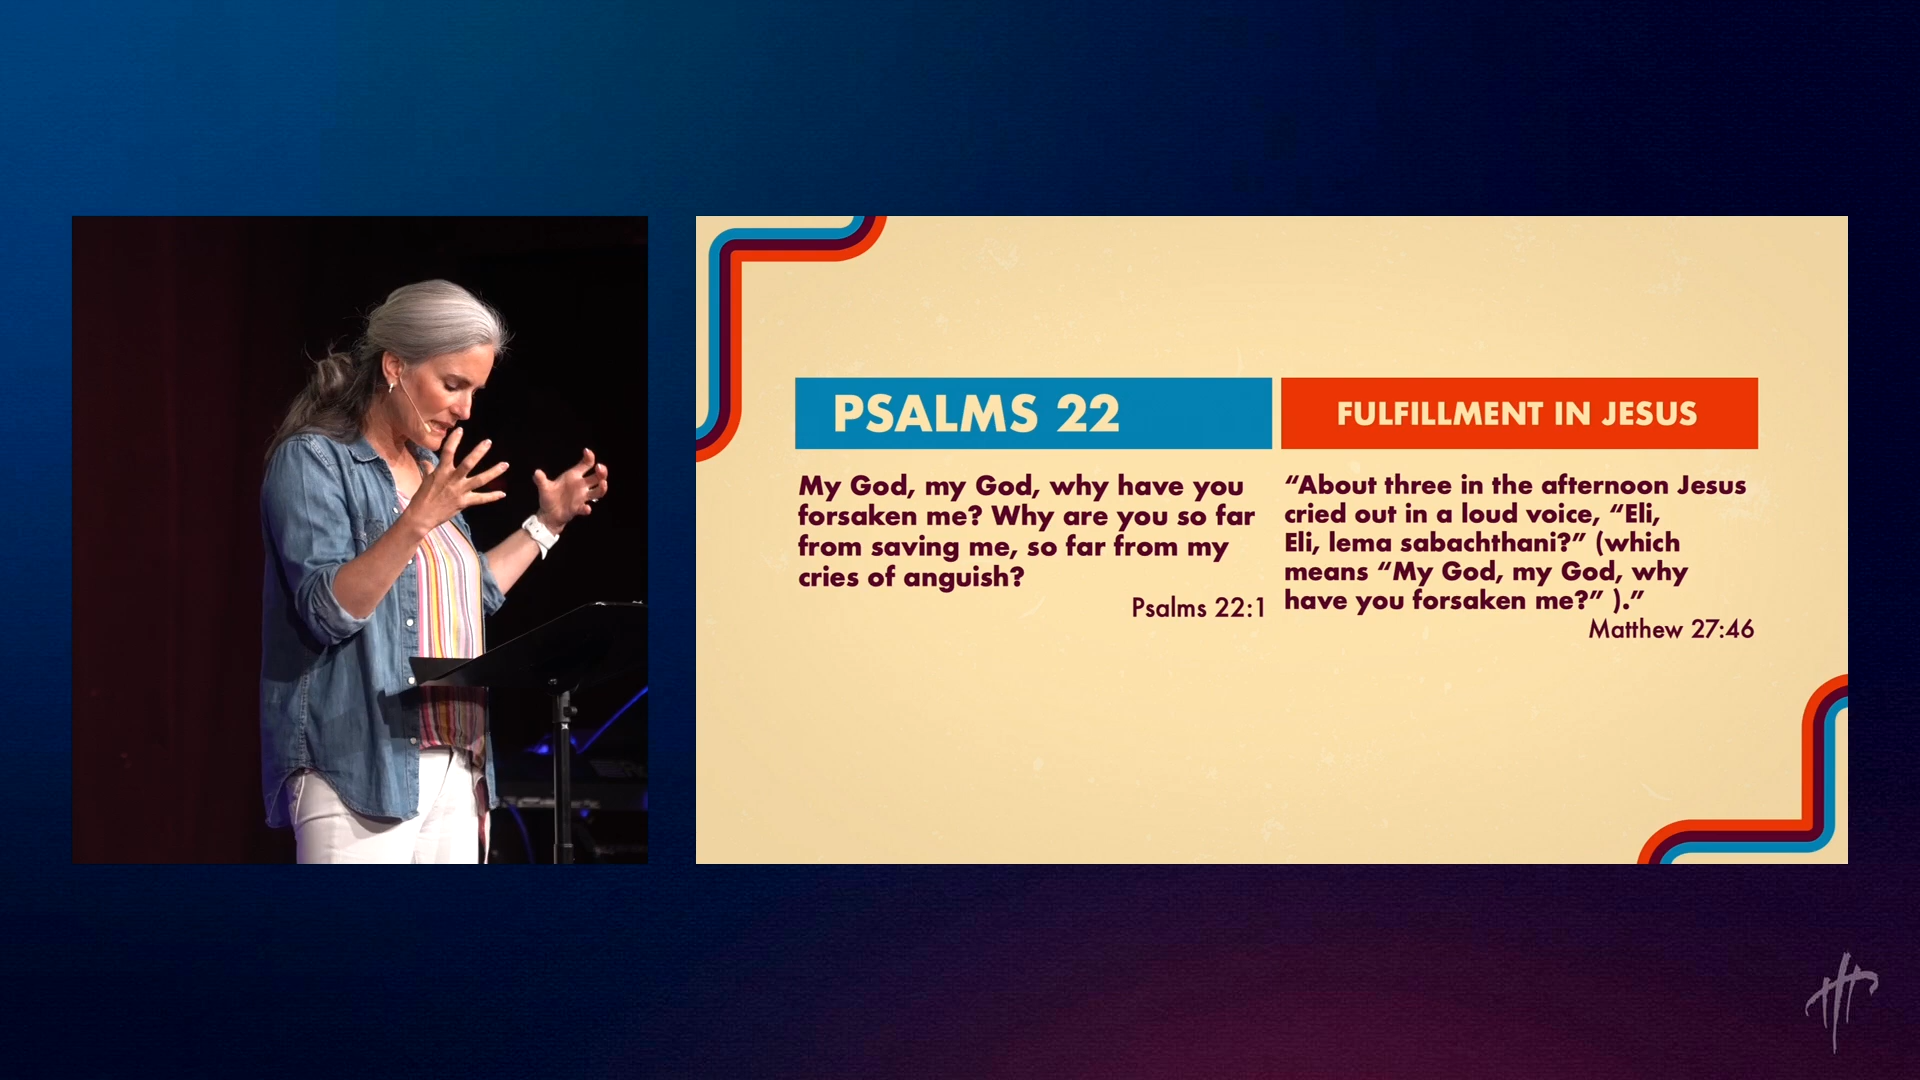 PSALMS 22
My God, my God, why have you
forsaken me? Why are you so far
from saving me, so far from my
cries of anguish?
Psalms 22:1
FULFILLMENT IN JESUS
“About three in the afternoon Jesus
cried out in a loud voice, “Eli,
Eli, lema sabachthani?” (which
means “My God, my God, why
have you forsaken me?” ).”
Matthew 27:46